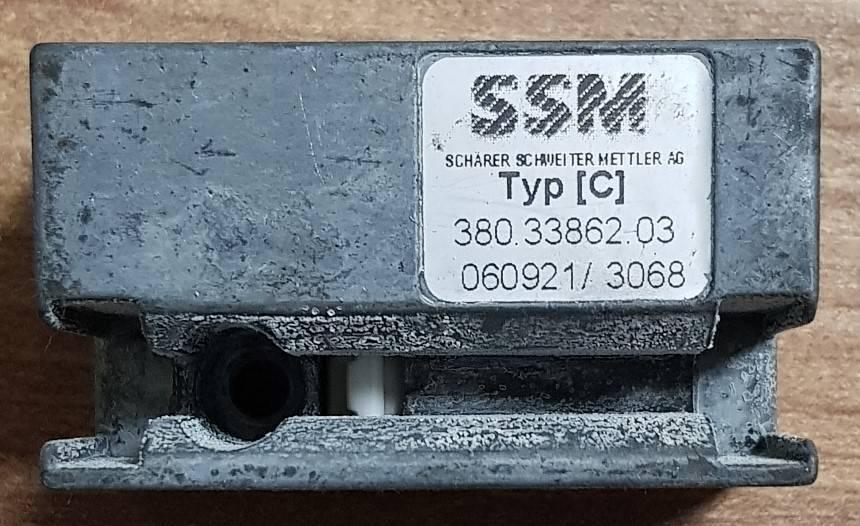 SSM
SCHÄRER SCHWEITER METTLER AG
Typ [C]
380.33862.03
060921/ 3068